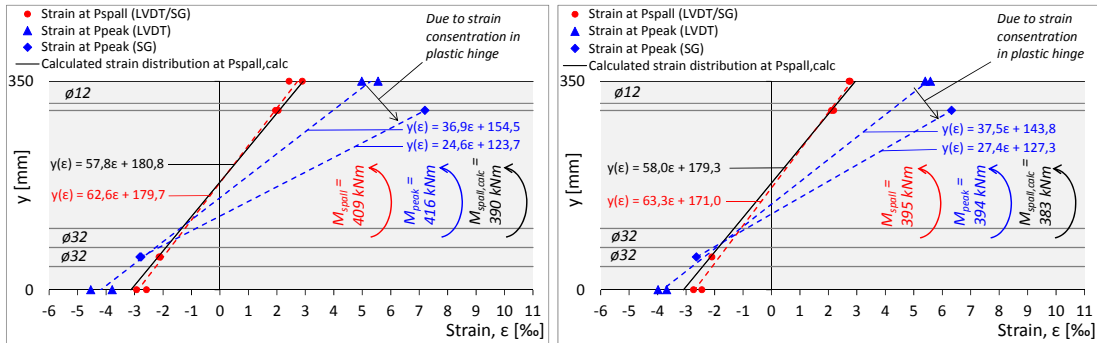 Strain at Pspall (LVDT/SG)
Strain at Ppeak (LVDT)
Strain at Ppeak (SG)
Calculated strain distribution at Pspall,calc
Due to strain
consentration in
plastic hinge
350
ø12
y(ε) = 36,9ε + 154,5
y(ε) = 24,6ε + 123,7
y(ε) = 57,8ε + 180,8
y(ε) = 62,6ε + 179,7
y [mm]
M_spall =
409 kNm
M_peak =
416 kNm
M_spall,calc =
390 kNm
ø32
ø32
0
-6 -5 -4 -3 -2 -1 0 1 2 3 4 5 6 7 8 9 10 11
Strain, ε [‰]
Strain at Pspall (LVDT/SG)
Strain at Ppeak (LVDT)
Strain at Ppeak (SG)
Calculated strain distribution at Pspall,calc
Due to strain
concentration in
plastic hinge
350
ø12
y(ε) = 37,5ε + 143,8
y(ε) = 27,4ε + 127,3
y(ε) = 58,0ε + 179,3
y(ε) = 63,3ε + 171,0
y [mm]
M_spall =
395 kNm
M_peak =
394 kNm
M_spall,calc =
383 kNm
ø32
ø32
0
-6 -5 -4 -3 -2 -1 0 1 2 3 4 5 6 7 8 9 10 11
Strain, ε [‰]